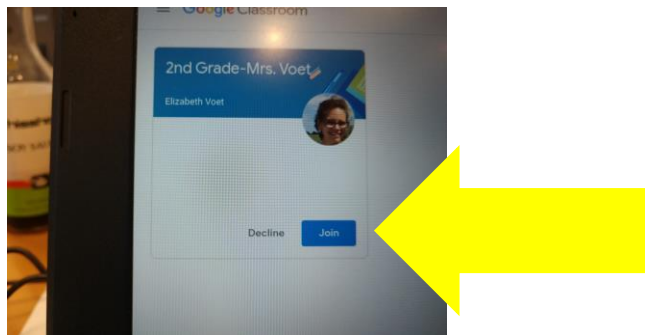 Google Classroom
2nd Grade-Mrs. Voet
Elizabeth Voet
Decline
Join